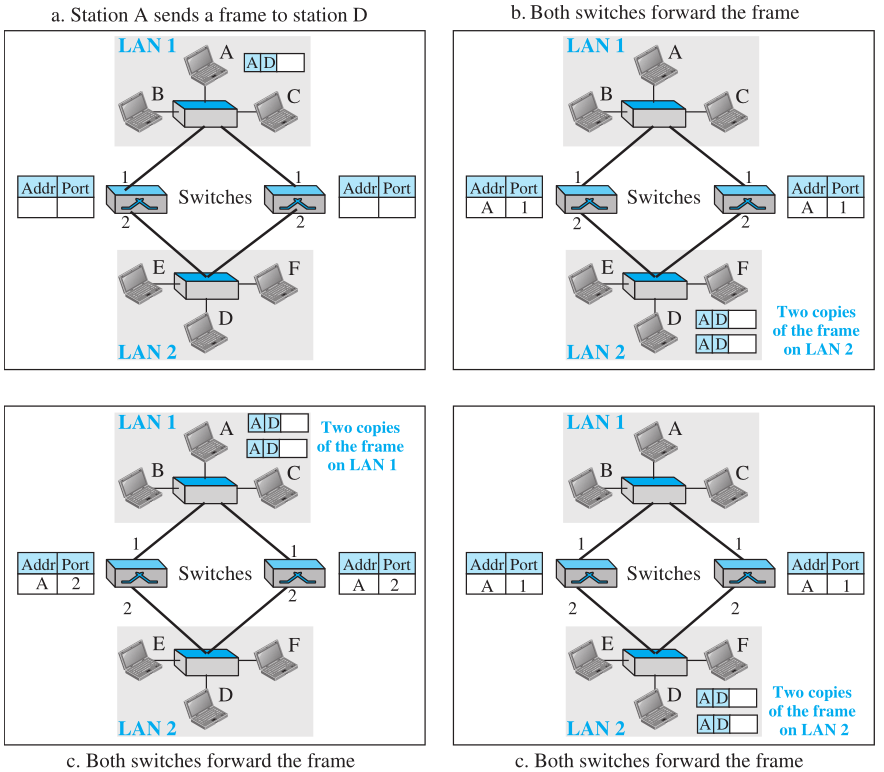 a. Station A sends a frame to station D
LAN 1
A
A D
B
C
1
1
Addr Port
Switches
Addr Port
2
2
E
F
D
LAN 2
b. Both switches forward the frame
LAN 1
A
B
C
1
1
Addr Port
Switches
Addr Port
A 1
A 1
2
2
E
F
D
A D
A D
Two copies
of the frame
on LAN 2
LAN 2
LAN 1
A
A D
A D
Two copies
of the frame
on LAN 1
B
C
1
1
Addr Port
Switches
Addr Port
A 2
A 2
2
2
E
F
D
LAN 2
c. Both switches forward the frame
LAN 1
A
B
C
1
1
Addr Port
Switches
Addr Port
A 1
A 1
2
2
E
F
D
A D
A D
Two copies
of the frame
on LAN 2
LAN 2
c. Both switches forward the frame